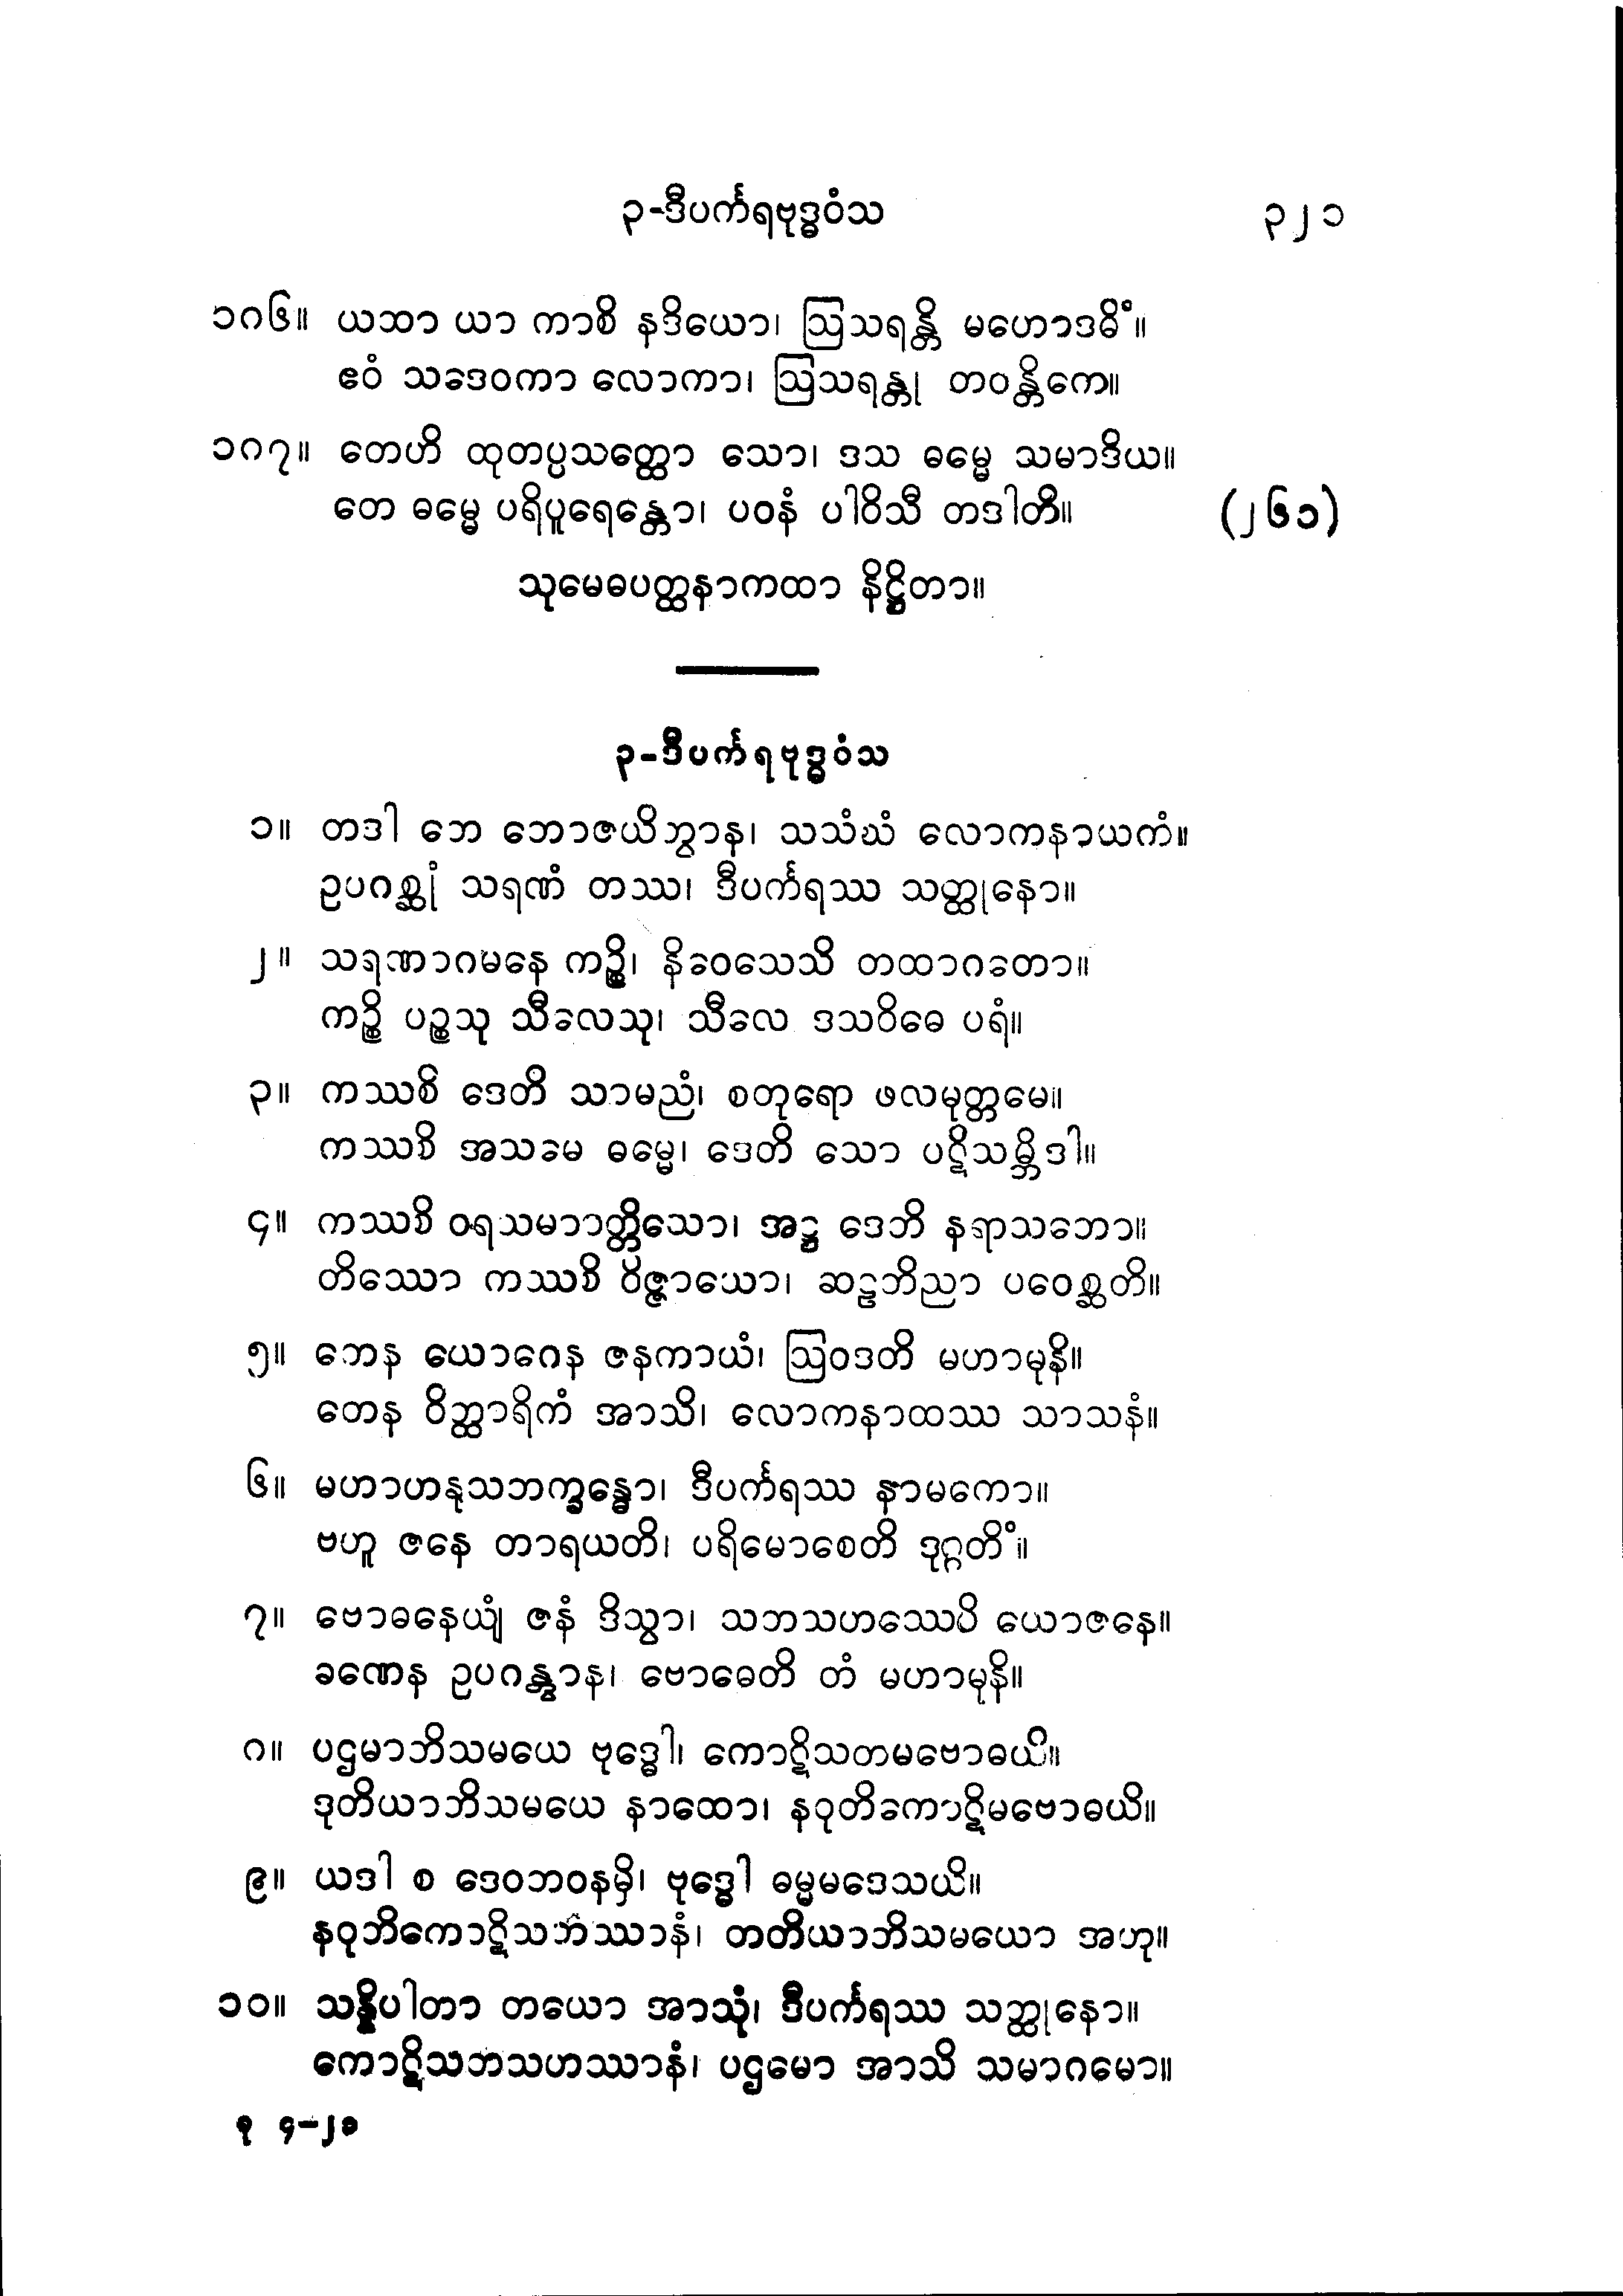 ၃-ဒီပင်္ကရဗုဒ္ဓဝံသ ၃၂၁
၁၈၆။ ယထာ ယာ ကာစိ နဒိယော၊ ဩသရန္တိ မဟောဒဓိံ။
ဧဝံ သဒေဝကာ လောကာ၊ ဩသရန္တု တဝန္တိကေ။
၁၈၇။ တေဟိ ထုတပ္ပသတ္ထော သော၊ ဒသ ဓမ္မေ သမာဒိယ။
တေ ဓမ္မေ ပရိပူရေန္တော၊ ပဝနံ ပါဝိသီ တဒါတိ။ (၂၆၁)
သုမေဓပတ္ထနာကထာ နိဋ္ဌိတာ။
၃-ဒီပင်္ကရဗုဒ္ဓဝံသ
၁။ တဒါ တေ ဘောဇယိတွာန၊ သသံဃံ လောကနာယကံ။
ဥပဂစ္ဆုံ သရဏံ တဿ၊ ဒီပင်္ကရဿ သတ္ထုနော။
၂။ သရဏာဂမနေ ကဉ္စိ၊ နိဝေသေသိ တထာဂတော။
ကဉ္စိ ပဉ္စသု သီလေသု၊ သီလေ ဒသဝိဓေ ပရံ။
၃။ ကဿစိ ဒေတိ သာမညံ၊ စတုရော ဖလမုတ္တမေ။
ကဿစိ အသမေ ဓမ္မေ၊ ဒေတိ သော ပဋိသမ္ဘိဒါ။
၄။ ကဿစိ ဝရသမာပတ္တိယော၊ အဋ္ဌ ဒေတိ နရာသဘော။
တိဿော ကဿစိ ဝိဇ္ဇာယော၊ ဆဠဘိညာ ပဝေစ္ဆတိ။
၅။ တေန ယောဂေန ဇနကာယံ၊ ဩဝဒတိ မဟာမုနိ။
တေန ဝိတ္ထာရိကံ အာသိ၊ လောကနာထဿ သာသနံ။
၆။ မဟာဟနုသဘက္ခန္ဓော၊ ဒီပင်္ကရဿ နာမကော။
ဗဟူ ဇနေ တာရယတိ၊ ပရိမောစေတိ ဒုဂ္ဂတိံ။
၇။ ဗောဓနေယျံ ဇနံ ဒိသွာ၊ သတသဟဿေပိ ယောဇနေ။
ခဏေန ဥပဂန္တွာန၊ ဗောဓေတိ တံ မဟာမုနိ။
၈။ ပဌမာဘိသမယေ ဗုဒ္ဓေါ၊ ကောဋိသတမဗောဓယိ။
ဒုတိယာဘိသမယေ နာထော၊ နဝုတိကောဋိမဗောဓယိ။
၉။ ယဒါ စ ဒေဝဘဝနမှိ၊ ဗုဒ္ဓေါ ဓမ္မမဒေသယိ။
နဝုတိကောဋိသဟဿာနံ၊ တတိယာဘိသမယော အဟု။
၁၀။ သန္နိပါတာ တယော အာသုံ၊ ဒီပင်္ကရဿ သတ္ထုနော။
ကောဋိသတသဟဿာနံ၊ ပဌမော အာသိ သမာဂမော။
စု ၄-၂၁